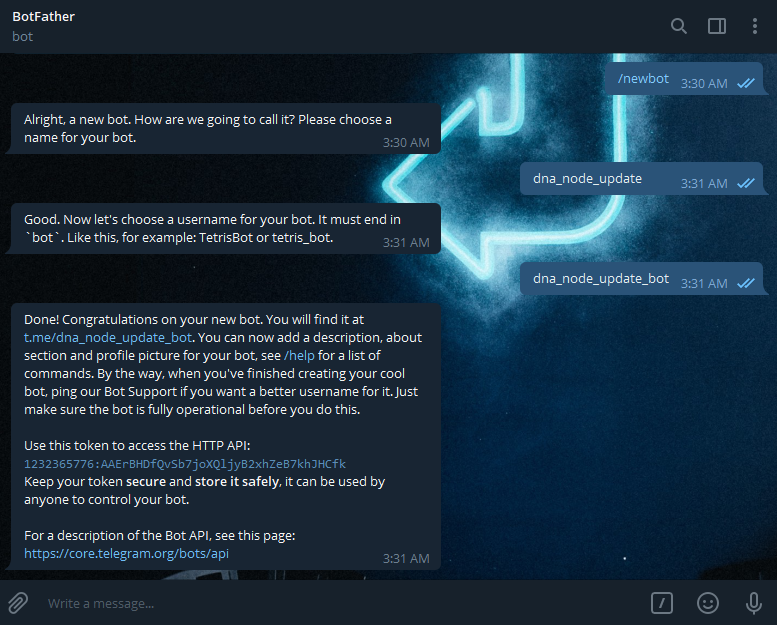 BotFather
bot
/newbot 3:30 AM
Alright, a new bot. How are we going to call it? Please choose a
name for your bot.
3:30 AM
dna_node_update 3:31 AM
Good. Now let's choose a username for your bot. It must end in
`bot`. Like this, for example: TetrisBot or tetris_bot.
3:31 AM
dna_node_update_bot 3:31 AM
Done! Congratulations on your new bot. You will find it at
t.me/dna_node_update_bot. You can now add a description, about
section and profile picture for your bot, see /help for a list of
commands. By the way, when you've finished creating your cool
bot, ping our Bot Support if you want a better username for it. Just
make sure the bot is fully operational before you do this.
Use this token to access the HTTP API:
1232365776:AAErBHDfQvSb7joXQljyB2xhZeB7khJHCfk
Keep your token secure and store it safely, it can be used by
anyone to control your bot.
For a description of the Bot API, see this page:
https://core.telegram.org/bots/api
3:31 AM
Write a message...